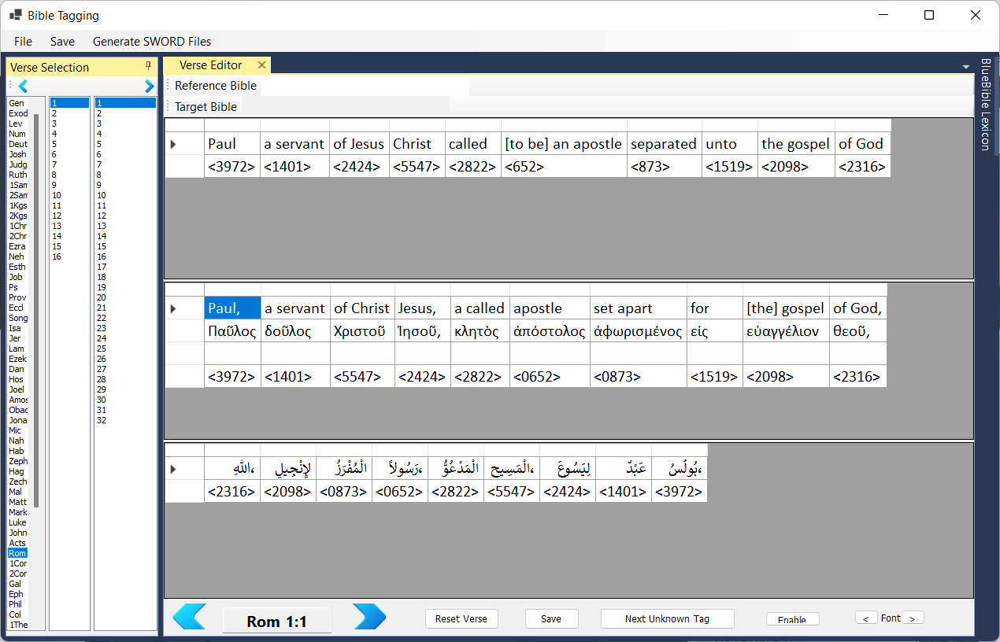 Bible Tagging
File Save Generate SWORD Files
Verse Selection
Verse Editor
BlueBible Lexicon
Reference Bible
Target Bible
Gen
Exod
Lev
Num
Deut
Josh
Judg
Ruth
1Sam
2Sam
1Kgs
2Kgs
1Chr
2Chr
Ezra
Neh
Esth
Job
Ps
Prov
Eccl
Song
Isa
Jer
Lam
Ezek
Dan
Hos
Joel
Amos
Obad
Jona
Mic
Nah
Hab
Zeph
Hag
Zech
Mal
Matt
Mark
Luke
John
Acts
Rom
1Cor
2Cor
Gal
Eph
Phil
Col
1The
1
2
3
4
5
6
7
8
9
10
11
12
13
14
15
16
1
2
3
4
5
6
7
8
9
10
11
12
13
14
15
16
17
18
19
20
21
22
23
24
25
26
27
28
29
30
31
32
Paul a servant of Jesus Christ called [to be] an apostle separated unto the gospel of God
<3972> <1401> <2424> <5547> <2822> <652> <873> <1519> <2098> <2316>
Paul, a servant of Christ Jesus, a called apostle set apart for [the] gospel of God,
Παῦλος δοῦλος Χριστοῦ Ἰησοῦ, κλητὸς ἀπόστολος ἀφωρισμένος εἰς εὐαγγέλιον θεοῦ,
<3972> <1401> <5547> <2424> <2822> <0652> <0873> <1519> <2098> <2316>
بُولُسُ، عَبْدٌ لِيَسُوعَ الْمَسِيحِ، الْمَدْعُوُّ رَسُولاً، الْمُفْرَزُ لإِنْجِيلِ اللهِ،
<2316> <2098> <0873> <0652> <2822> <5547> <2424> <1401> <3972>
Rom 1:1 Reset Verse Save Next Unknown Tag Enable < Font >